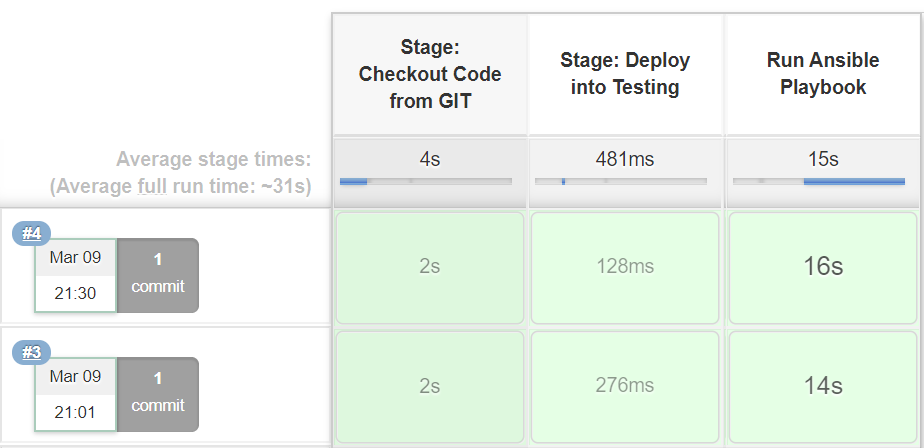 Stage:
Checkout Code
from GIT
Stage: Deploy
into Testing
Run Ansible
Playbook
Average stage times:
(Average full run time: ~31s)
4s
481ms
15s
#4
Mar 09
21:30
1
commit
2s
128ms
16s
#3
Mar 09
21:01
1
commit
2s
276ms
14s